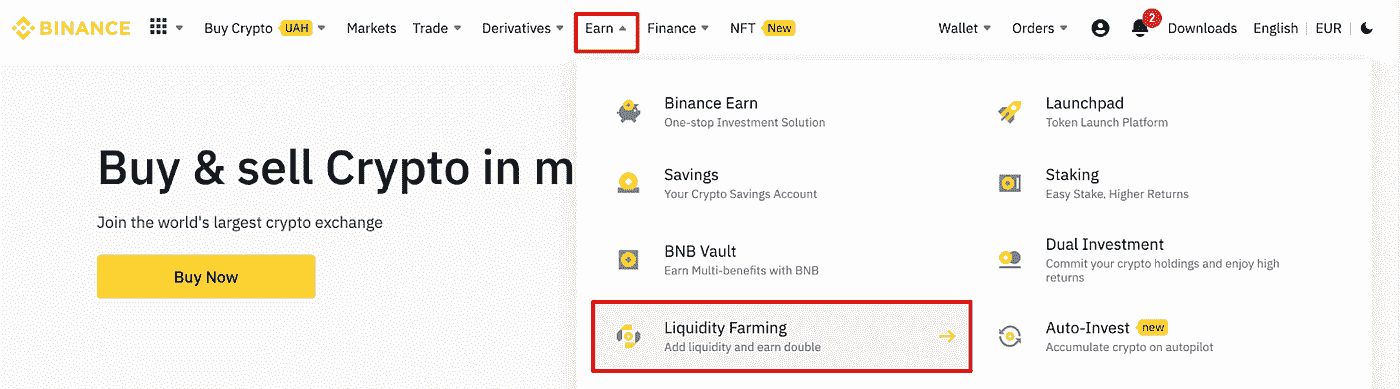 BINANCE Buy Crypto UAH Markets Trade Derivatives Earn Finance NFT New Wallet Orders 2 Downloads English EUR
Buy & sell Crypto in m
Join the world's largest crypto exchange
Buy Now
Binance Earn
One-stop Investment Solution
Launchpad
Token Launch Platform
Savings
Your Crypto Savings Account
Staking
Easy Stake, Higher Returns
BNB Vault
Earn Multi-benefits with BNB
Dual Investment
Commit your crypto holdings and enjoy high
returns
Liquidity Farming
Add liquidity and earn double
Auto-Invest new
Accumulate crypto on autopilot